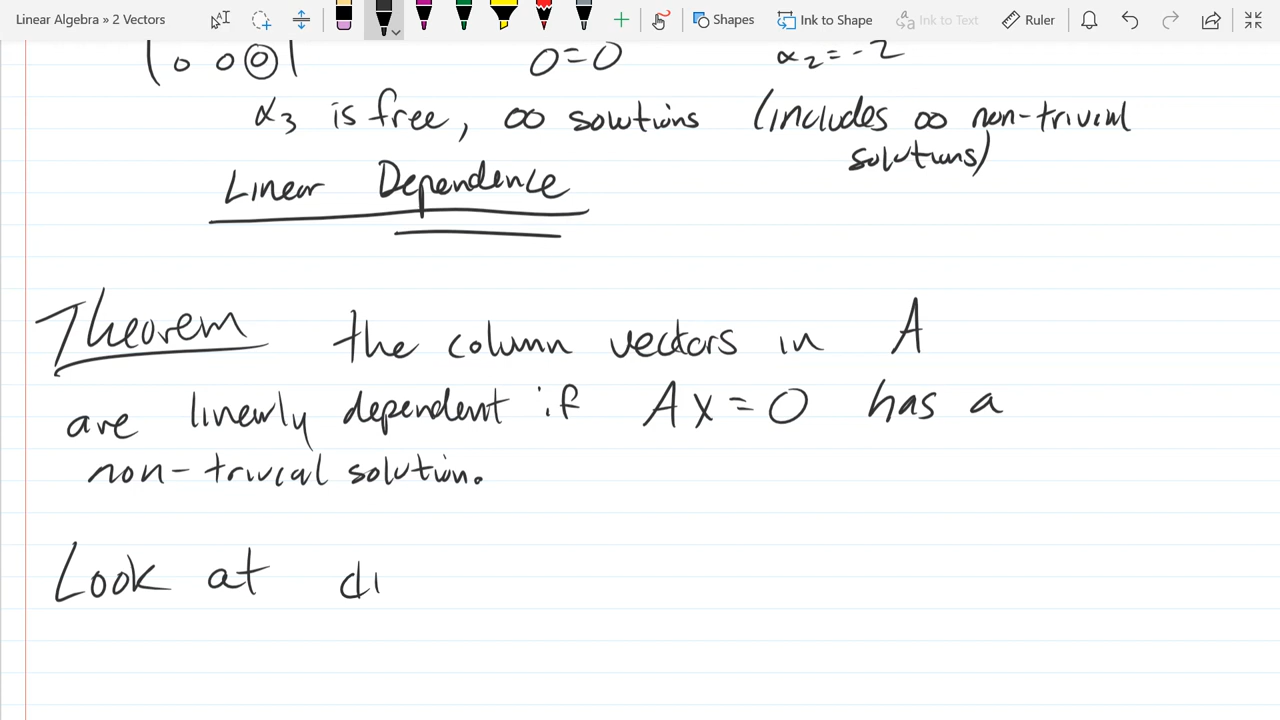 Linear Algebra » 2 Vectors
Shapes
Ink to Shape
Ink to Text
Ruler
0 0 0
0=0
α2=-2
α3 is free, ∞ solutions (includes ∞ non-trivial
solutions)
Linear Dependence
Theorem the column vectors in A
are linearly dependent if Ax=0 has a
non-trivial solution.
Look at di